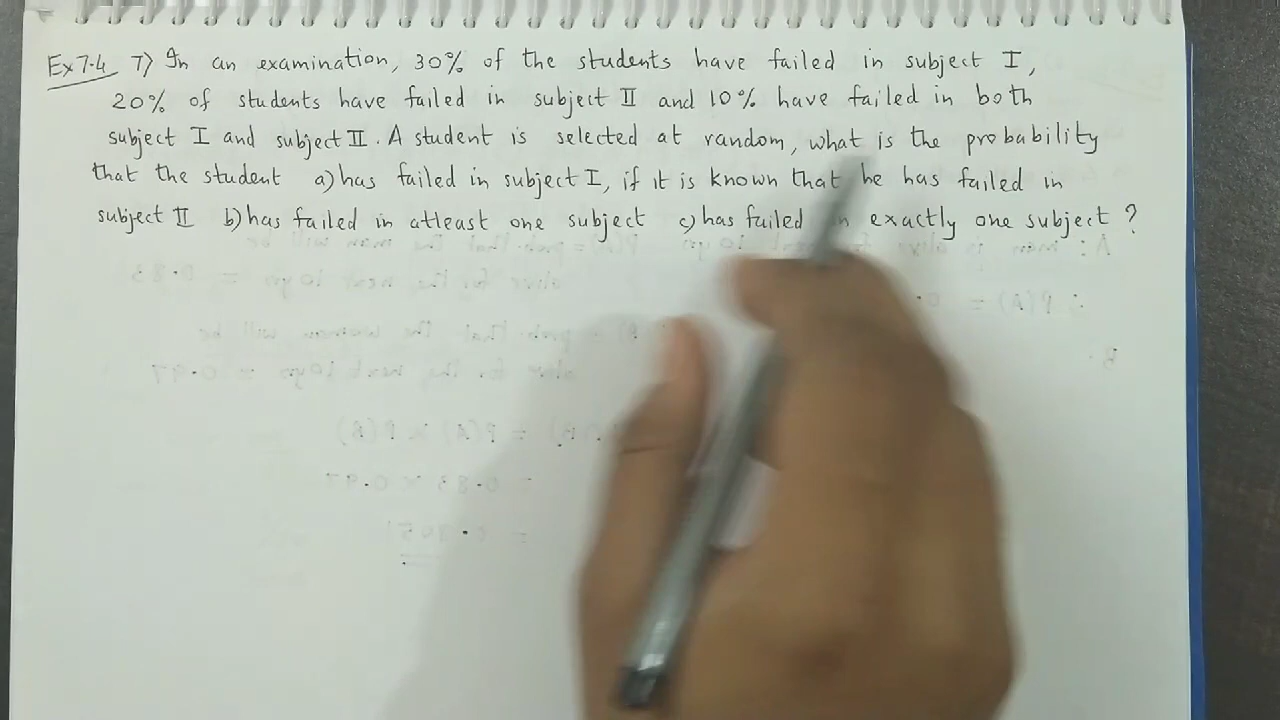 Ex 7.4 7) In an examination, 30% of the students have failed in subject I,
20% of students have failed in subject II and 10% have failed in both
subject I and subject II. A student is selected at random, what is the probability
that the student a) has failed in subject I, if it is known that he has failed in
subject II b) has failed in atleast one subject c) has failed in exactly one subject ?